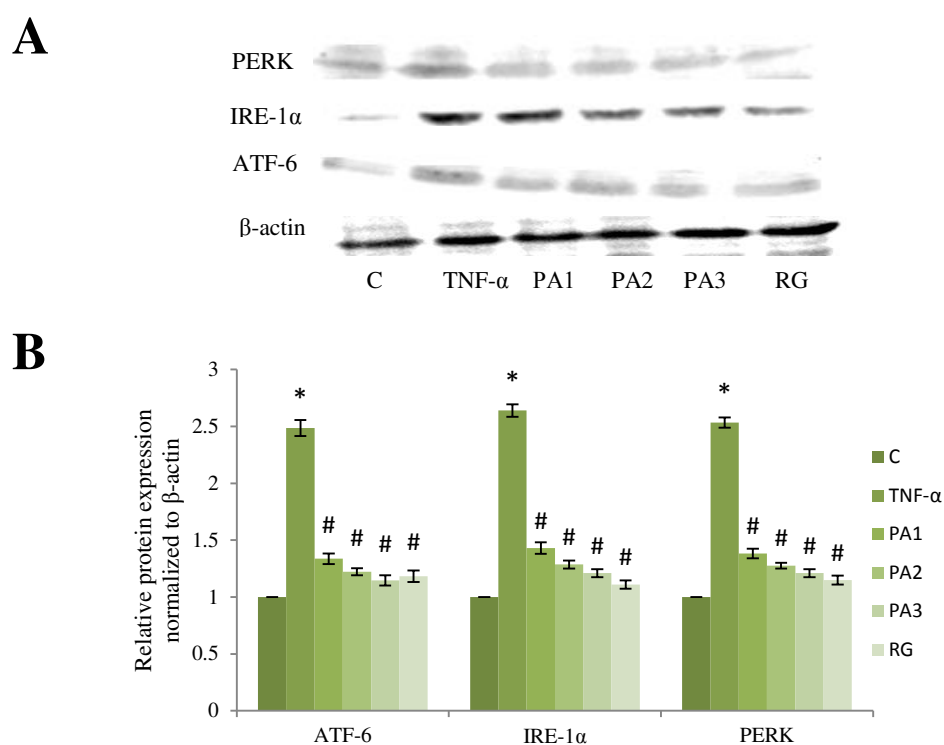 A
PERK
IRE-1α
ATF-6
β-actin
C TNF-α PA1 PA2 PA3 RG
B
Relative protein expression
normalized to β-actin
3
2.5
2
1.5
1
0.5
0
* * *
# # # # # # # # # # # #
ATF-6 IRE-1α PERK
C
TNF-α
PA1
PA2
PA3
RG